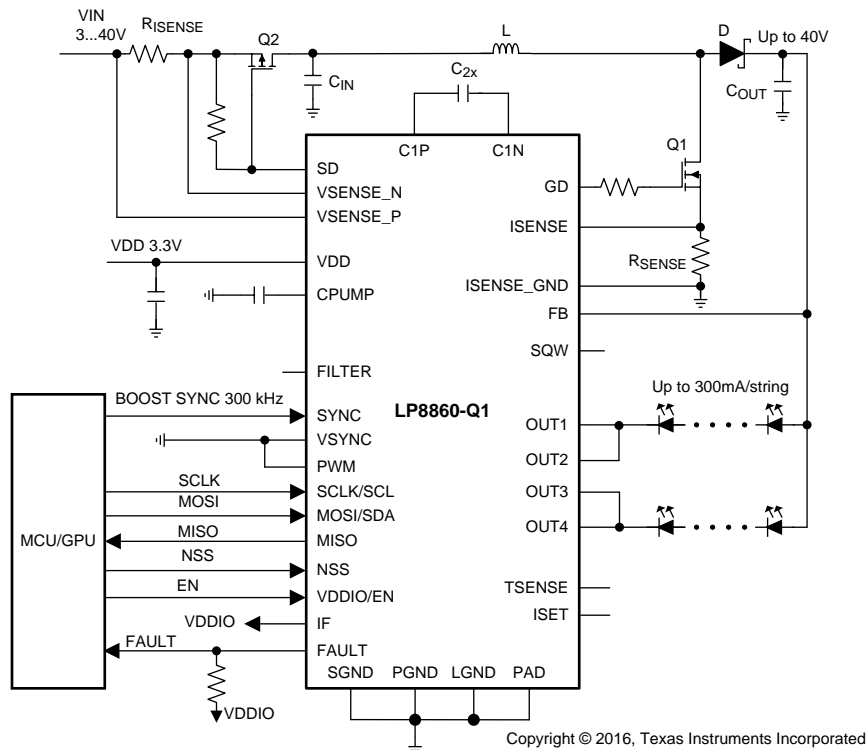 VIN
3...40V
RISENSE
Q2
L
D
Up to 40V
CIN
C2x
COUT
C1P
C1N
Q1
SD
GD
VSENSE_N
VSENSE_P
ISENSE
VDD 3.3V
VDD
RSENSE
CPUMP
ISENSE_GND
FB
SQW
FILTER
Up to 300mA/string
BOOST SYNC 300 kHz
LP8860-Q1
SYNC
OUT1
VSYNC
OUT2
PWM
SCLK
SCLK/SCL
OUT3
MOSI
MOSI/SDA
MCU/GPU
MISO
MISO
OUT4
NSS
NSS
EN
VDDIO/EN
TSENSE
VDDIO
IF
ISET
FAULT
FAULT
SGND
PGND
LGND
PAD
VDDIO
Copyright © 2016, Texas Instruments Incorporated